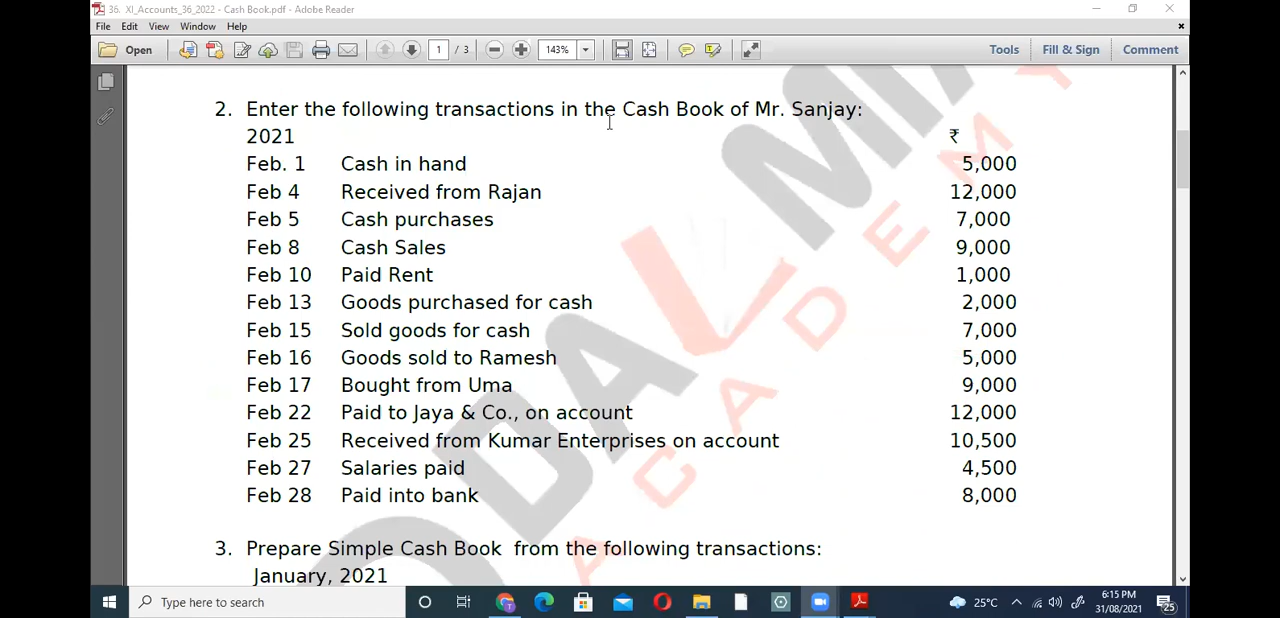 36. XI_Accounts_36_2022 - Cash Book.pdf - Adobe Reader
File Edit View Window Help
Open 1 / 3 143% Tools Fill & Sign Comment
2. Enter the following transactions in the Cash Book of Mr. Sanjay:
2021 ₹
Feb. 1 Cash in hand 5,000
Feb 4 Received from Rajan 12,000
Feb 5 Cash purchases 7,000
Feb 8 Cash Sales 9,000
Feb 10 Paid Rent 1,000
Feb 13 Goods purchased for cash 2,000
Feb 15 Sold goods for cash 7,000
Feb 16 Goods sold to Ramesh 5,000
Feb 17 Bought from Uma 9,000
Feb 22 Paid to Jaya & Co., on account 12,000
Feb 25 Received from Kumar Enterprises on account 10,500
Feb 27 Salaries paid 4,500
Feb 28 Paid into bank 8,000
3. Prepare Simple Cash Book from the following transactions:
January, 2021
ODAL MIX
ACADEMY
Type here to search 25°C 6:15 PM
31/08/2021 25